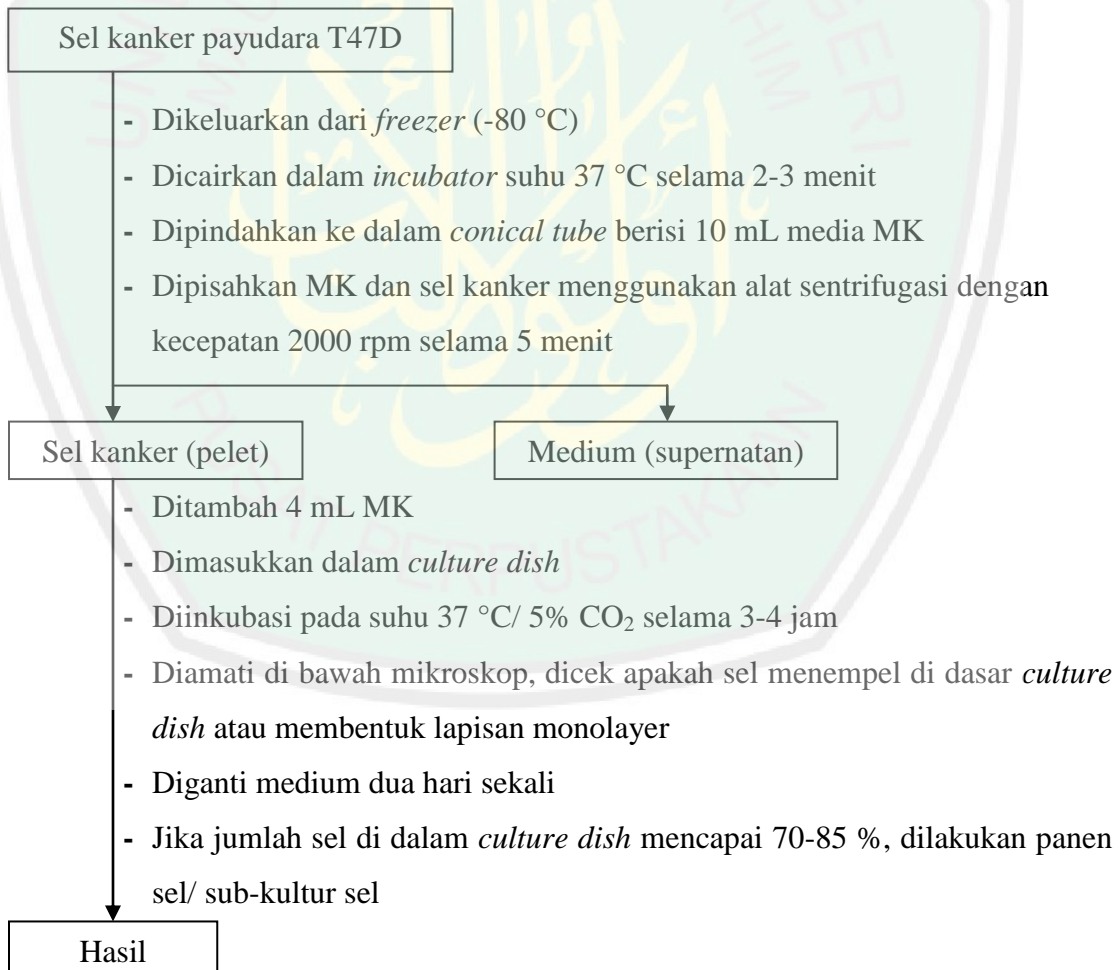 Sel kanker payudara T47D
- Dikeluarkan dari freezer (-80 °C)
- Dicairkan dalam incubator suhu 37 °C selama 2-3 menit
- Dipindahkan ke dalam conical tube berisi 10 mL media MK
- Dipisahkan MK dan sel kanker menggunakan alat sentrifugasi dengan
kecepatan 2000 rpm selama 5 menit
Sel kanker (pelet) Medium (supernatan)
- Ditambah 4 mL MK
- Dimasukkan dalam culture dish
- Diinkubasi pada suhu 37 °C/ 5% CO₂ selama 3-4 jam
- Diamati di bawah mikroskop, dicek apakah sel menempel di dasar culture
dish atau membentuk lapisan monolayer
- Diganti medium dua hari sekali
- Jika jumlah sel di dalam culture dish mencapai 70-85 %, dilakukan panen
sel/ sub-kultur sel
Hasil
PUSAT PERPUSTAKAAN